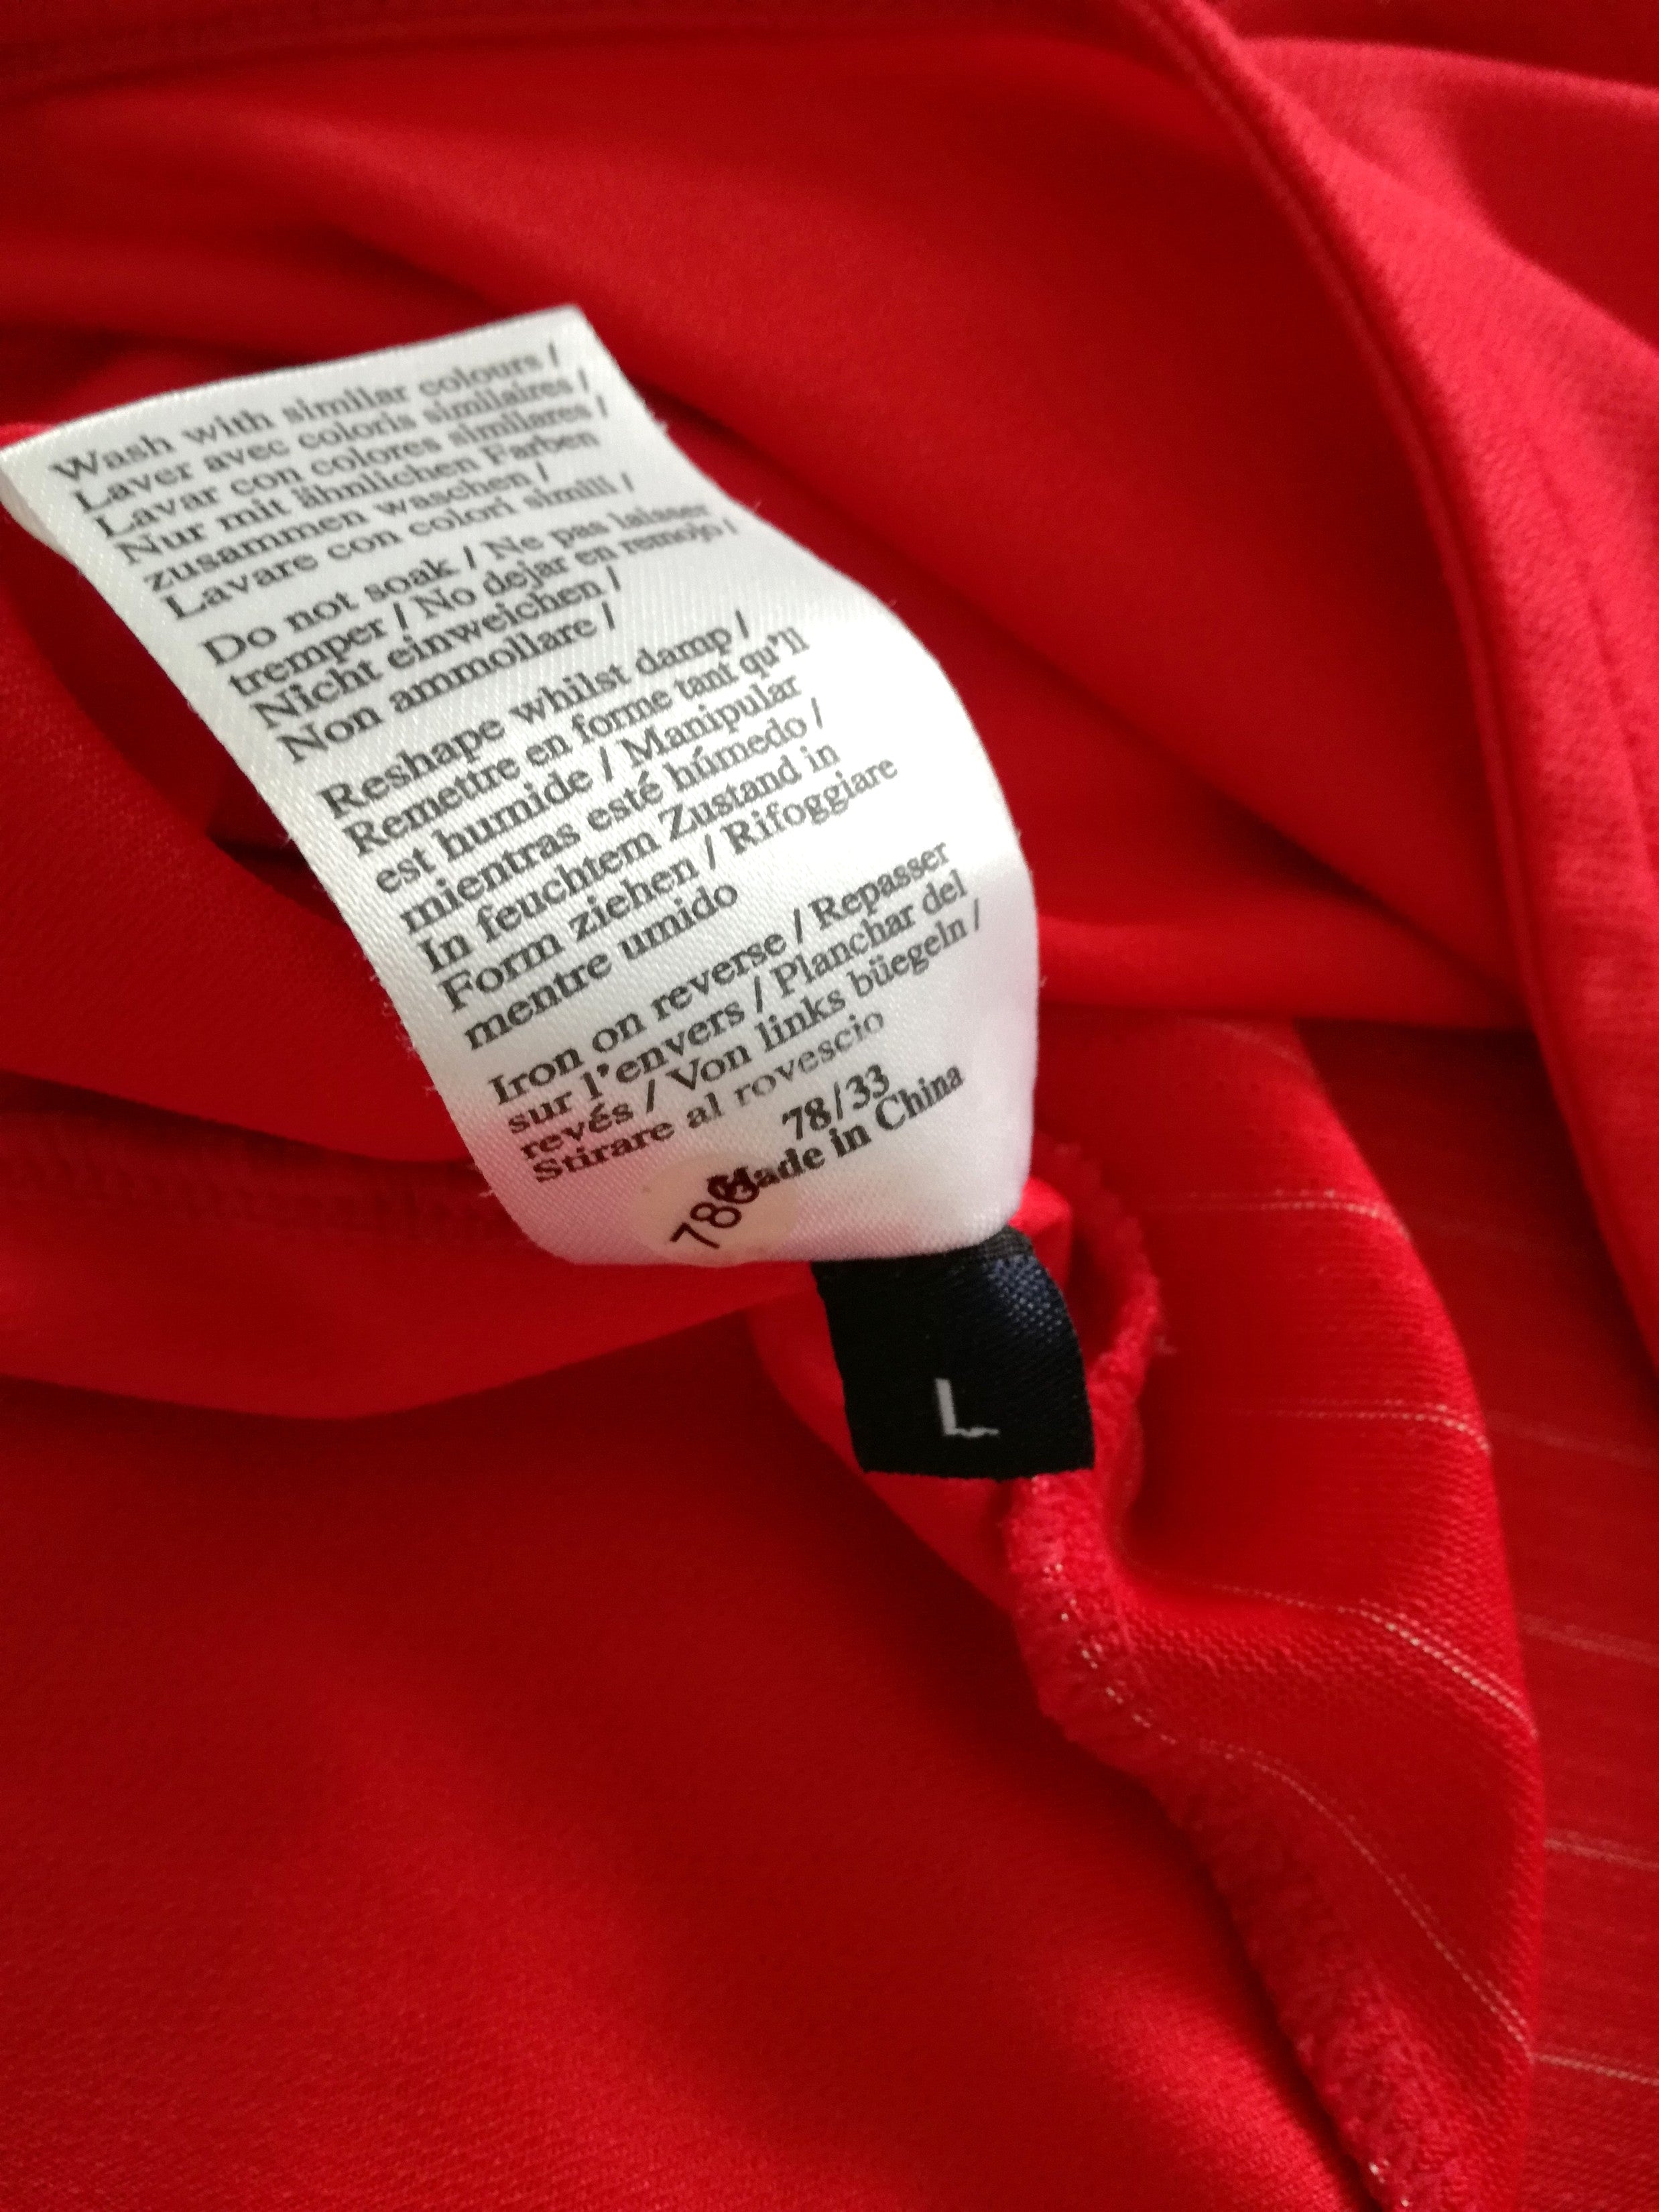 Wash with similar colours /
Laver avec coloris similaires /
Lavar con colores similares /
Nur mit ähnlichen Farben
zusammen waschen /
Lavare con colori simili /
Do not soak / Ne pas laisser
tremper / No dejar en remojo /
Nicht einweichen /
Non ammollare /
Reshape whilst damp /
Remettre en forme tant qu'll
est humide / Manipular
mientras esté húmedo /
In feuchtem Zustand in
Form ziehen / Rifoggiare
mentre umido
Iron on reverse / Repasser
sur l'envers / Planchar del
revés / Von links büegeln /
Stirare al rovescio
78/33
Made in China
L